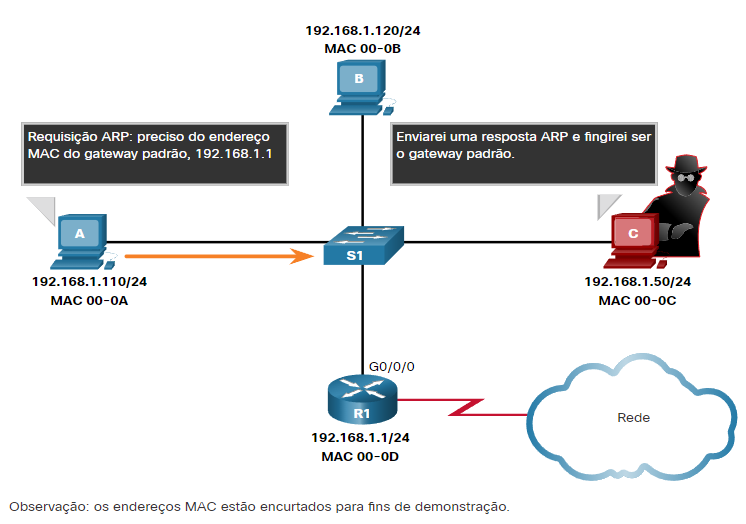 192.168.1.120/24
MAC 00-0B
B
Requisição ARP: preciso do endereço
MAC do gateway padrão, 192.168.1.1
Enviarei uma resposta ARP e fingirei ser
o gateway padrão.
A
S1
C
192.168.1.110/24
MAC 00-0A
192.168.1.50/24
MAC 00-0C
G0/0/0
R1
Rede
192.168.1.1/24
MAC 00-0D
Observação: os endereços MAC estão encurtados para fins de demonstração.